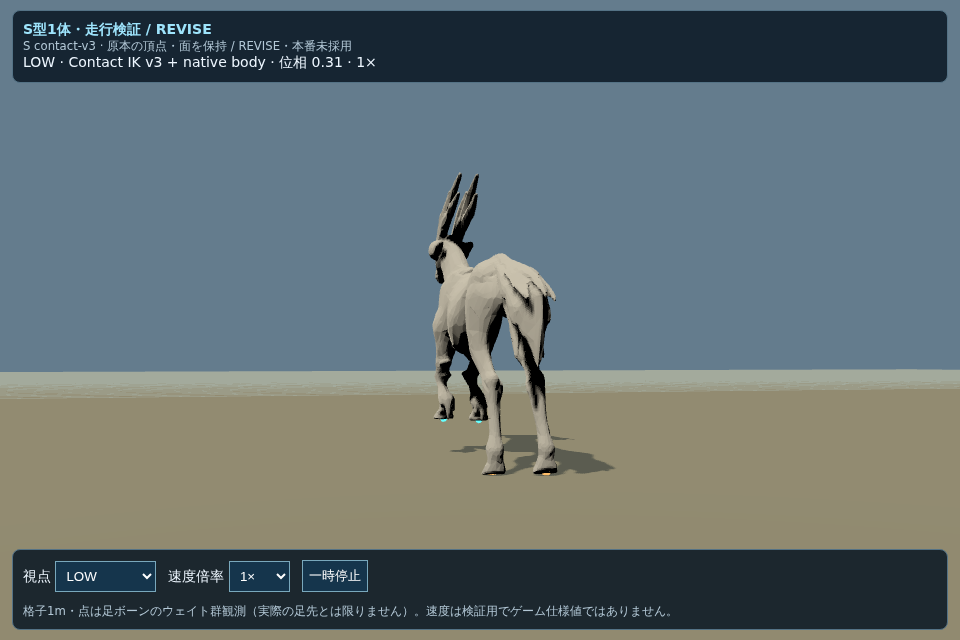 S型1体・走行検証 / REVISE
S contact-v3 · 原本の頂点・面を保持 / REVISE・本番未採用
LOW · Contact IK v3 + native body · 位相 0.31 · 1×
視点 LOW 速度倍率 1× 一時停止
格子1m・点は足ボーンのウェイト群観測（実際の足先とは限りません）。速度は検証用でゲーム仕様値ではありません。